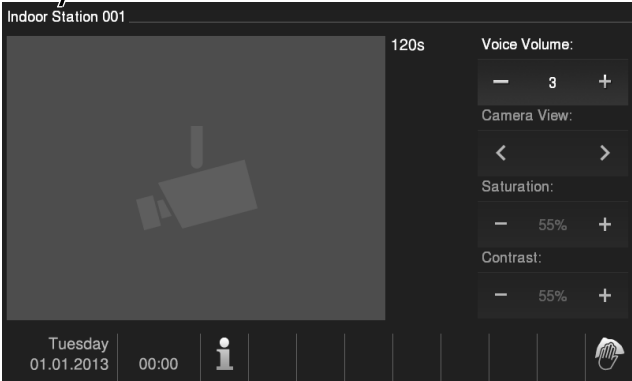 Indoor Station 001
120s
Voice Volume:
− 3 +
Camera View:
< >
Saturation:
− 55% +
Contrast:
− 55% +
Tuesday
01.01.2013
00:00
i